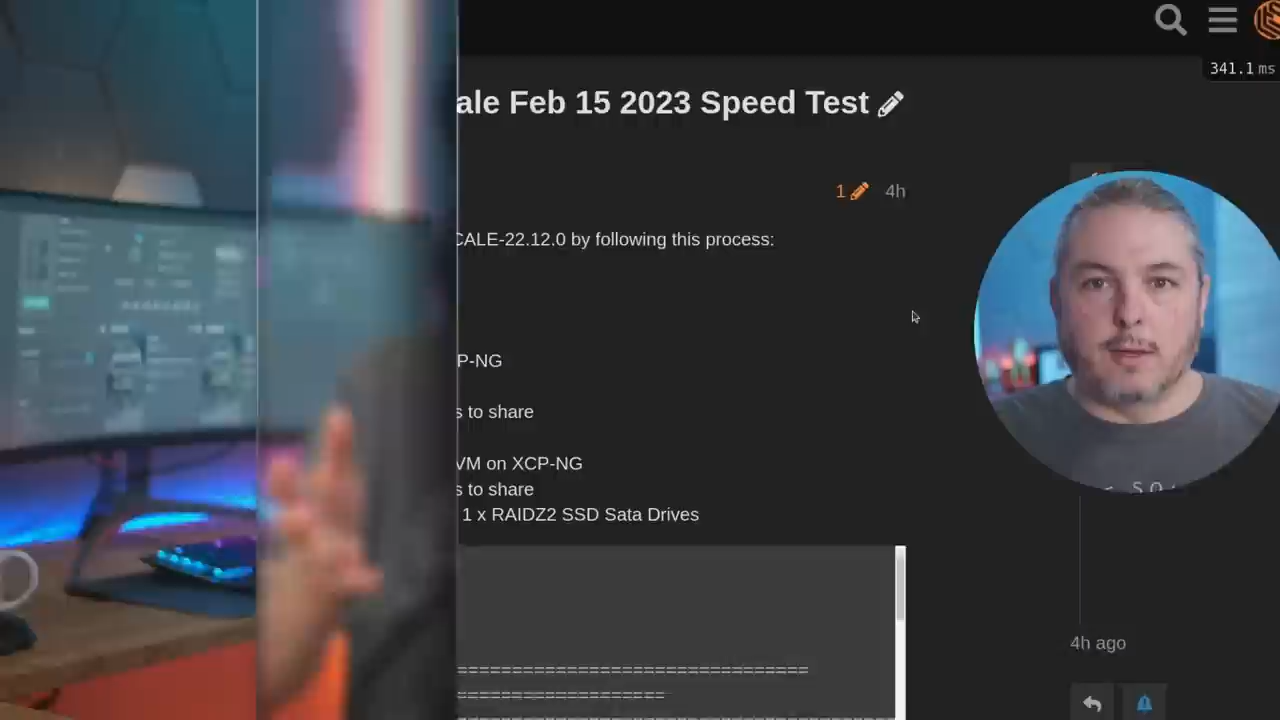 341.1 ms
ale Feb 15 2023 Speed Test
1 4h
CALE-22.12.0 by following this process:
P-NG
s to share
VM on XCP-NG
s to share
1 x RAIDZ2 SSD Sata Drives
=================================
====================
4h ago